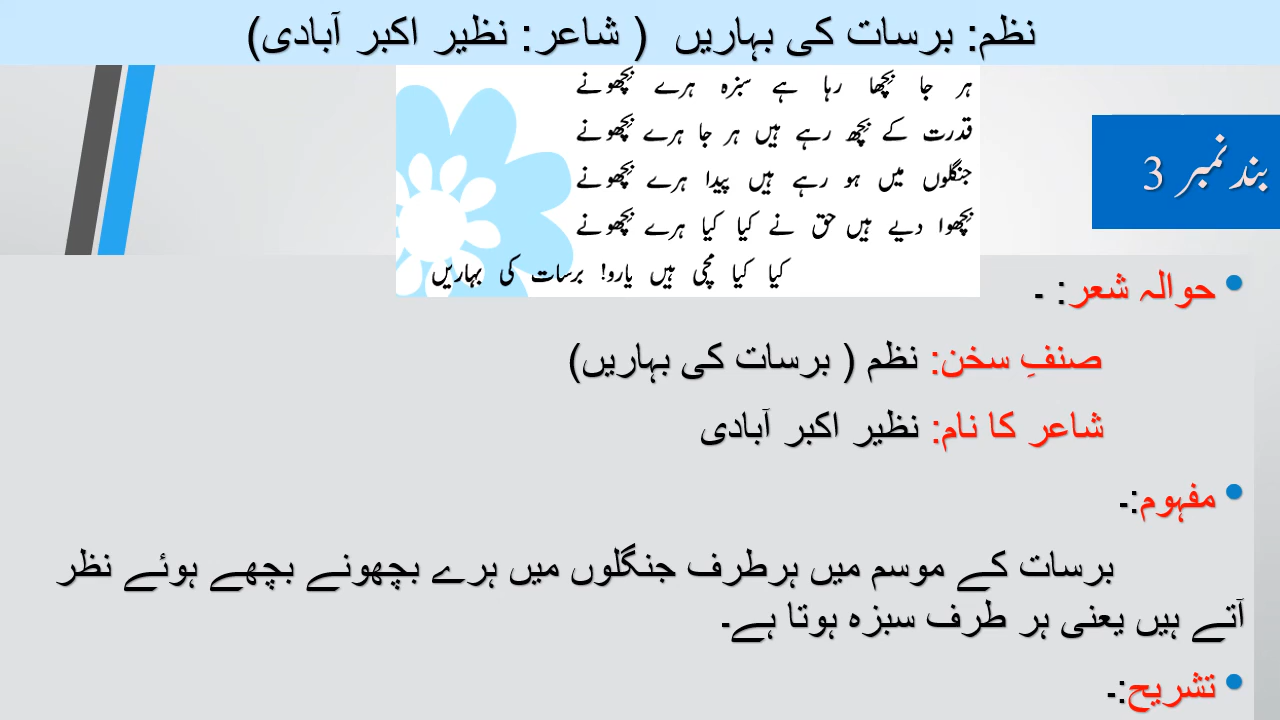 نظم: برسات کی بہاریں ( شاعر: نظیر اکبر آبادی)
ہر جا بچھا رہا ہے سبزہ ہرے بچھونے
قدرت کے بچھ رہے ہیں ہر جا ہرے بچھونے
جنگلوں میں ہو رہے ہیں پیدا ہرے بچھونے
بچھوا دیے ہیں حق نے کیا کیا ہرے بچھونے
کیا کیا مچی ہیں یارو! برسات کی بہاریں
بند نمبر 3
• حوالہ شعر: ۔
صنفِ سخن: نظم ( برسات کی بہاریں)
شاعر کا نام: نظیر اکبر آبادی
• مفہوم:۔
برسات کے موسم میں ہرطرف جنگلوں میں ہرے بچھونے بچھے ہوئے نظر
آتے ہیں یعنی ہر طرف سبزہ ہوتا ہے۔
• تشریح:۔